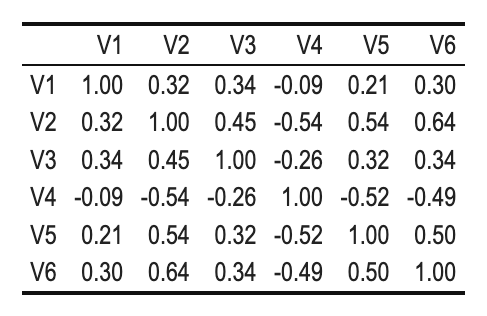 V1 V2 V3 V4 V5 V6
V1 1.00 0.32 0.34 -0.09 0.21 0.30
V2 0.32 1.00 0.45 -0.54 0.54 0.64
V3 0.34 0.45 1.00 -0.26 0.32 0.34
V4 -0.09 -0.54 -0.26 1.00 -0.52 -0.49
V5 0.21 0.54 0.32 -0.52 1.00 0.50
V6 0.30 0.64 0.34 -0.49 0.50 1.00